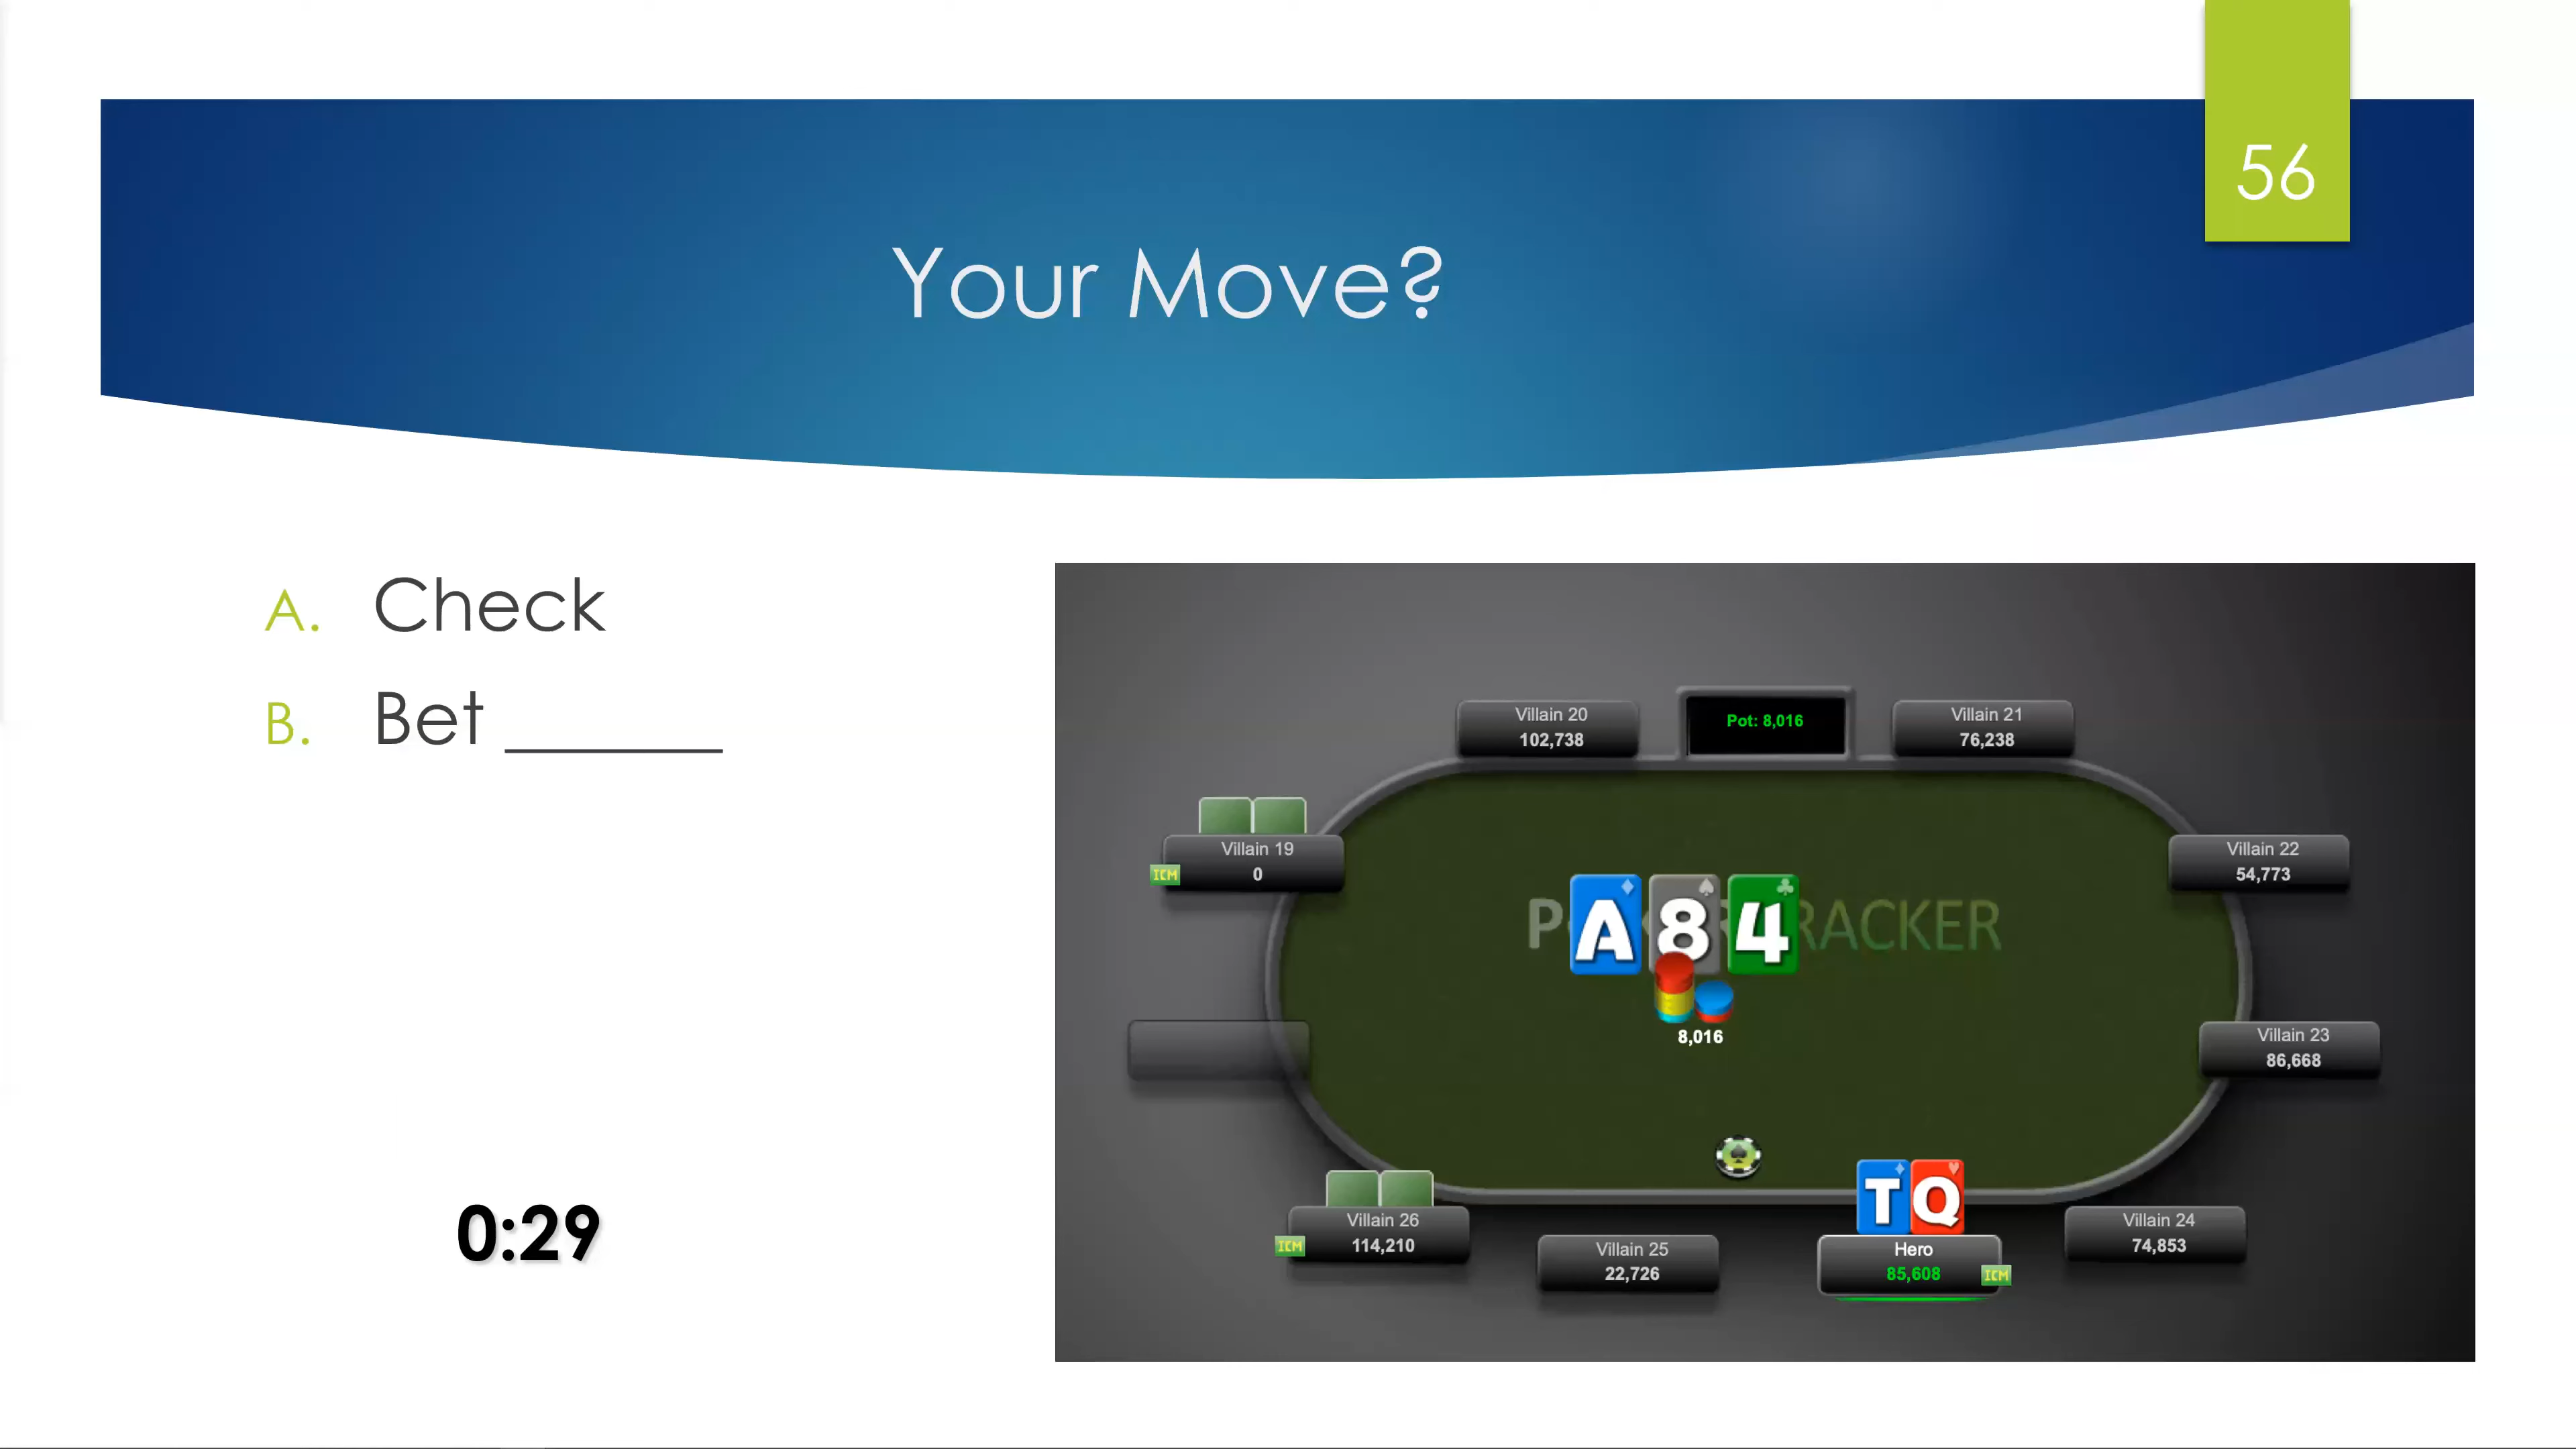 56
Your Move?
A. Check
B. Bet ______
0:29
Villain 20
102,738
Pot: 8,016
Villain 21
76,238
Villain 19
0
ICM
Villain 22
54,773
A 8 4
RACKER
8,016
Villain 23
86,668
T Q
Villain 26
114,210
ICM
Villain 25
22,726
Hero
85,608
ICM
Villain 24
74,853